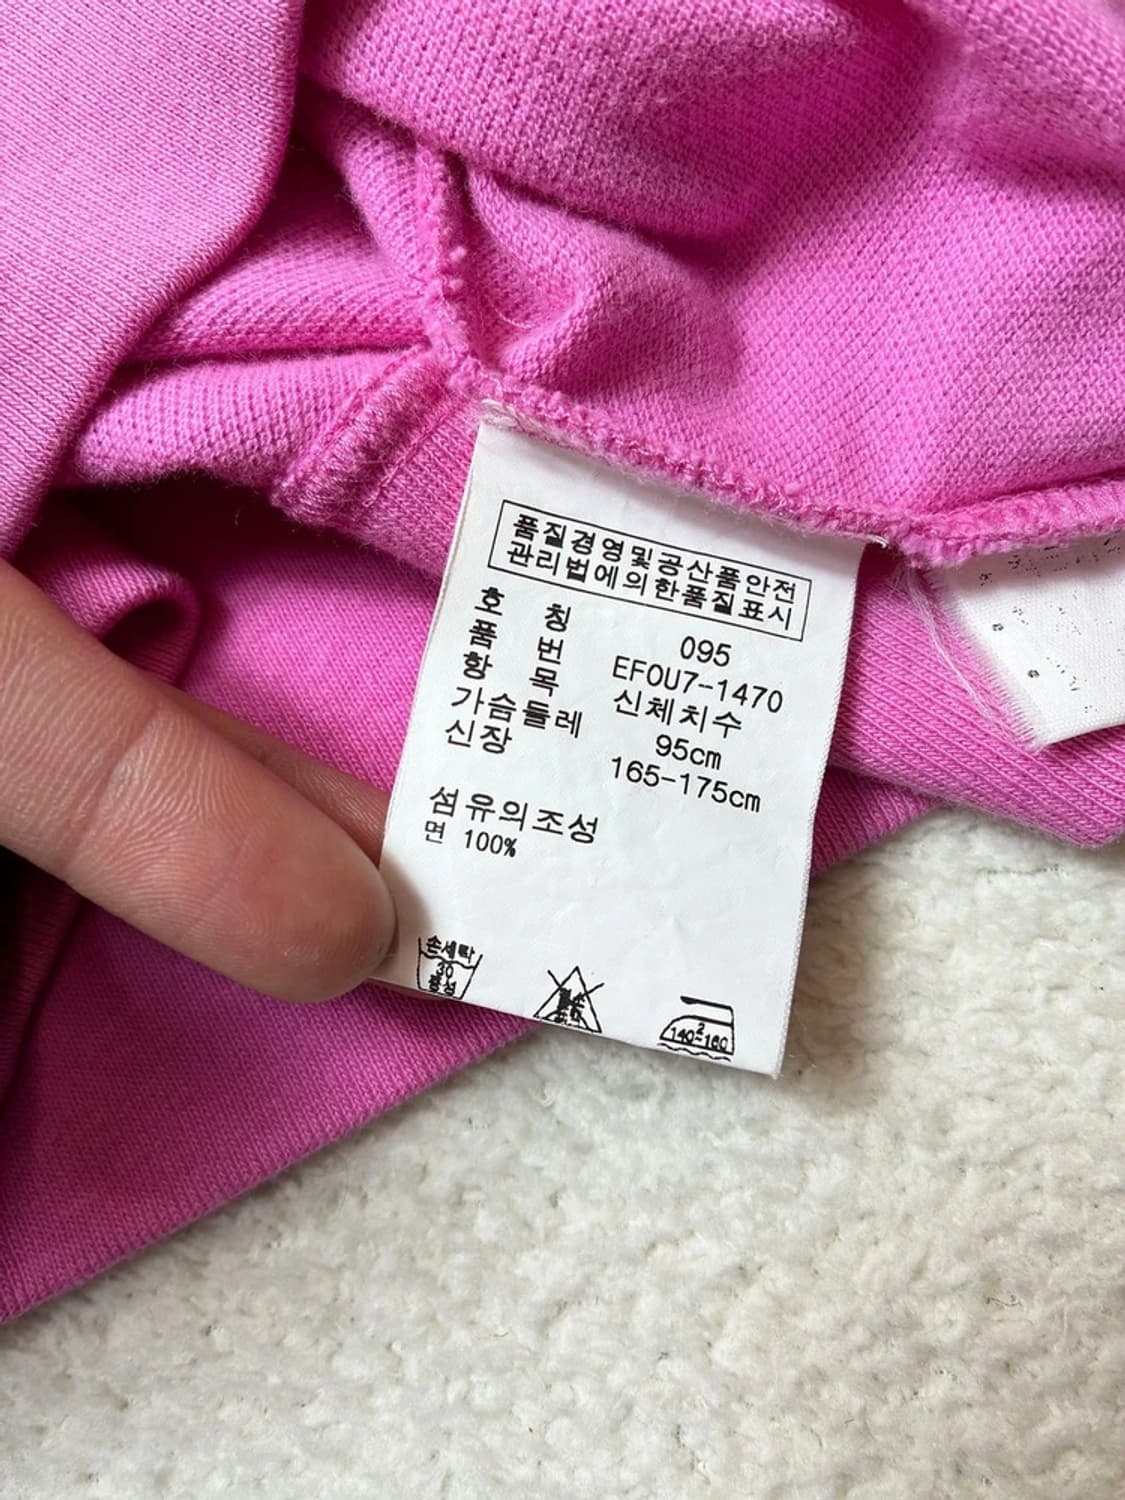 품질경영및공산품안전
관리법에의한품질표시
호 칭 095
품 번 EFOU7-1470
항 목 신체치수
가슴둘레 95cm
신장 165-175cm
섬유의조성
면 100%
손세탁
30
중성
2
140~160